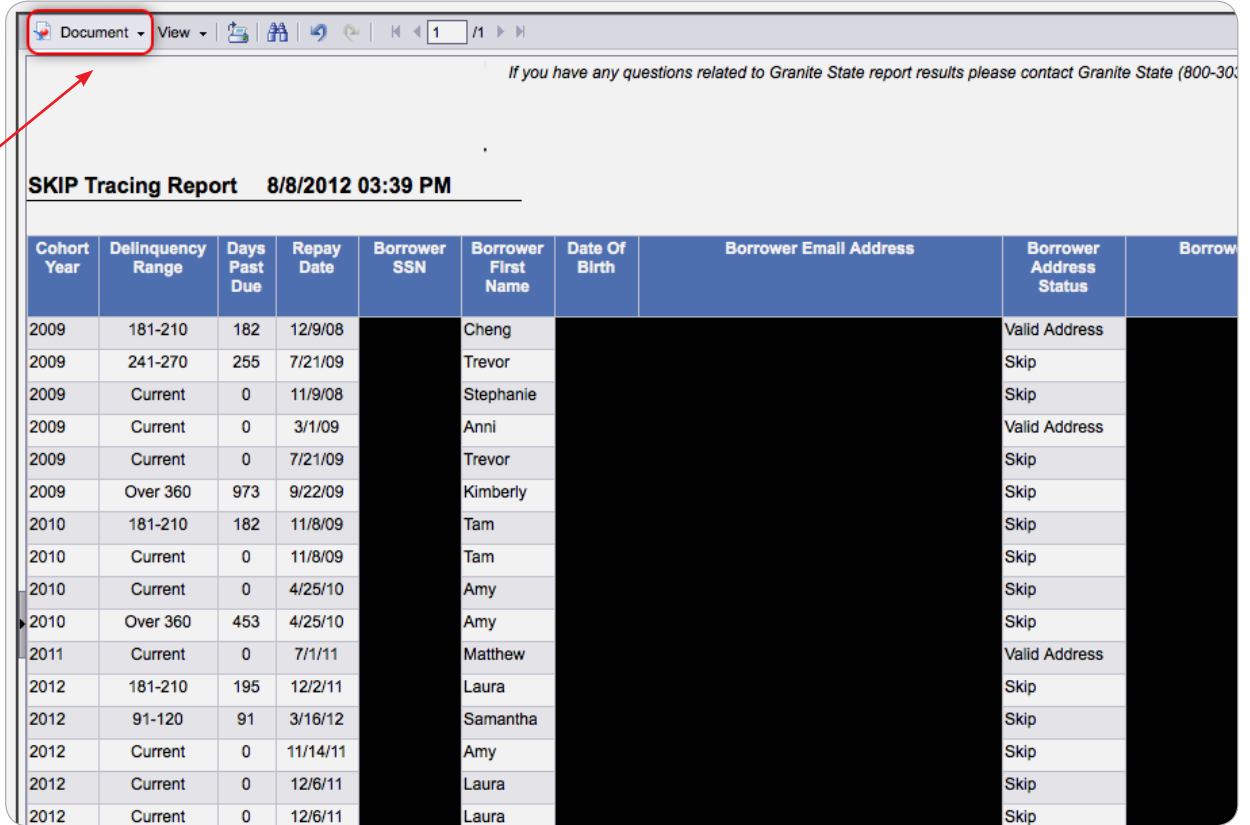 Document View 1 /1
If you have any questions related to Granite State report results please contact Granite State (800-303
SKIP Tracing Report 8/8/2012 03:39 PM
Cohort Year Delinquency Range Days Past Due Repay Date Borrower SSN Borrower First Name Date Of Birth Borrower Email Address Borrower Address Status Borrow
2009 181-210 182 12/9/08 Cheng Valid Address
2009 241-270 255 7/21/09 Trevor Skip
2009 Current 0 11/9/08 Stephanie Skip
2009 Current 0 3/1/09 Anni Valid Address
2009 Current 0 7/21/09 Trevor Skip
2009 Over 360 973 9/22/09 Kimberly Skip
2010 181-210 182 11/8/09 Tam Skip
2010 Current 0 11/8/09 Tam Skip
2010 Current 0 4/25/10 Amy Skip
2010 Over 360 453 4/25/10 Amy Skip
2011 Current 0 7/1/11 Matthew Valid Address
2012 181-210 195 12/2/11 Laura Skip
2012 91-120 91 3/16/12 Samantha Skip
2012 Current 0 11/14/11 Amy Skip
2012 Current 0 12/6/11 Laura Skip
2012 Current 0 12/6/11 Laura Skip